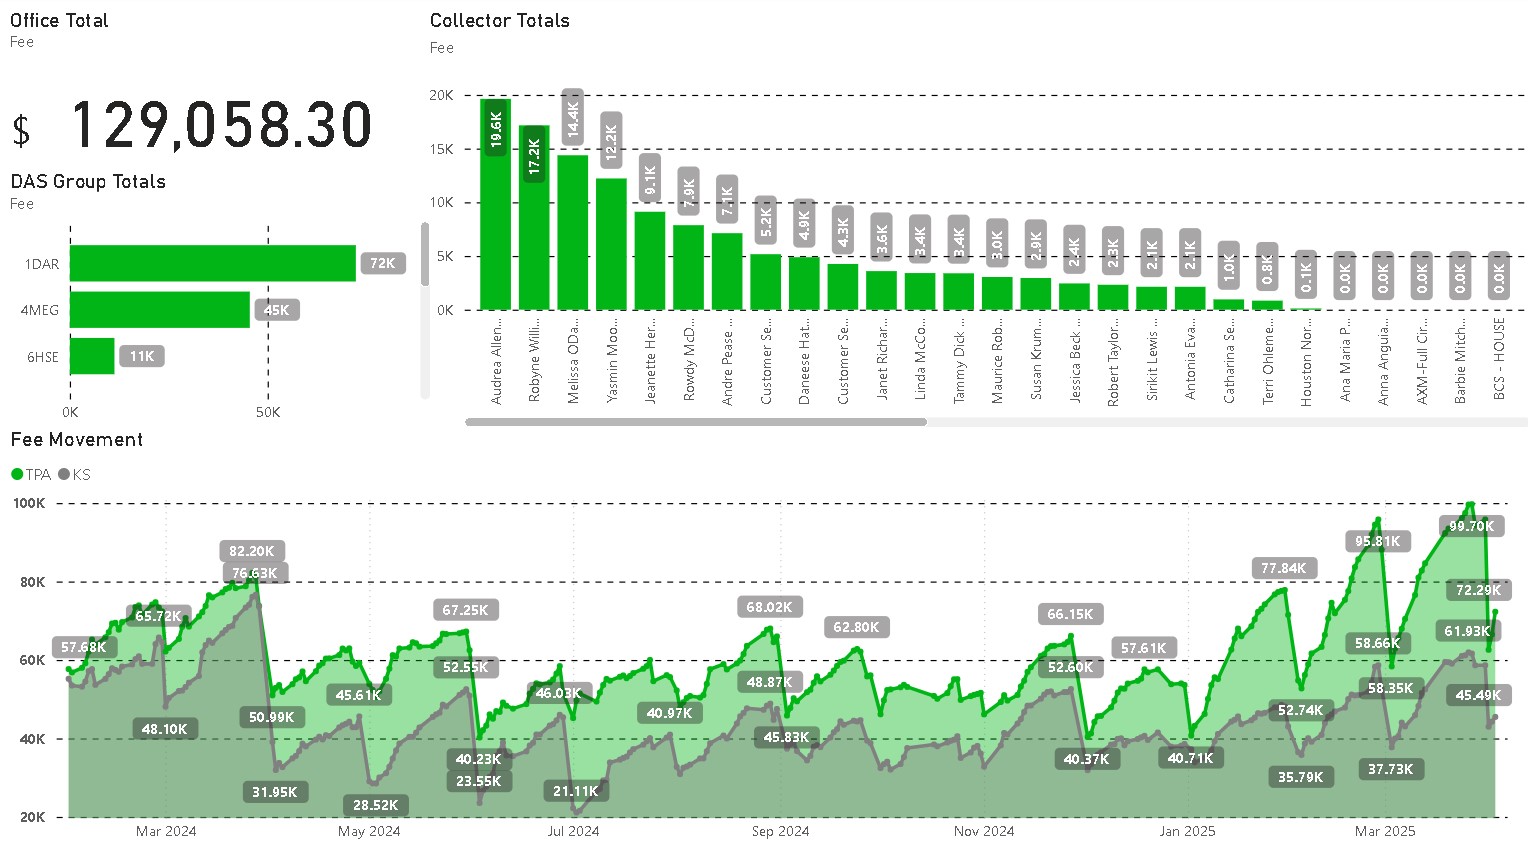 Office Total
Fee
$ 129,058.30
DAS Group Totals
Fee
1DAR
72K
4MEG
45K
6HSE
11K
0K
50K
Collector Totals
Fee
20K
15K
10K
5K
0K
19.6K
17.2K
14.4K
12.2K
9.1K
7.9K
7.1K
5.2K
4.9K
4.3K
3.6K
3.4K
3.4K
3.0K
2.9K
2.4K
2.3K
2.1K
2.1K
1.0K
0.8K
0.1K
0.0K
0.0K
0.0K
0.0K
0.0K
Audrea Allen...
Robyne Willi...
Melissa ODa...
Yasmin Moo...
Jeanette Her...
Rowdy McD...
Andre Pease ...
Customer Se...
Daneese Hat...
Customer Se...
Janet Richar...
Linda McCo...
Tammy Dick ...
Maurice Rob...
Susan Krum...
Jessica Beck ...
Robert Taylor...
Sirikit Lewis ...
Antonia Eva...
Catharina Se...
Terri Ohleme...
Houston Nor...
Ana Maria P...
Anna Anguia...
AXM-Full Cir...
Barbie Mitch...
BCS - HOUSE
Fee Movement
TPA KS
100K
80K
60K
40K
20K
57.68K
65.72K
48.10K
82.20K
76.63K
50.99K
31.95K
45.61K
28.52K
67.25K
52.55K
40.23K
23.55K
46.03K
21.11K
40.97K
68.02K
48.87K
45.83K
62.80K
66.15K
52.60K
40.37K
57.61K
40.71K
77.84K
52.74K
35.79K
95.81K
58.66K
58.35K
37.73K
99.70K
72.29K
61.93K
45.49K
Mar 2024
May 2024
Jul 2024
Sep 2024
Nov 2024
Jan 2025
Mar 2025